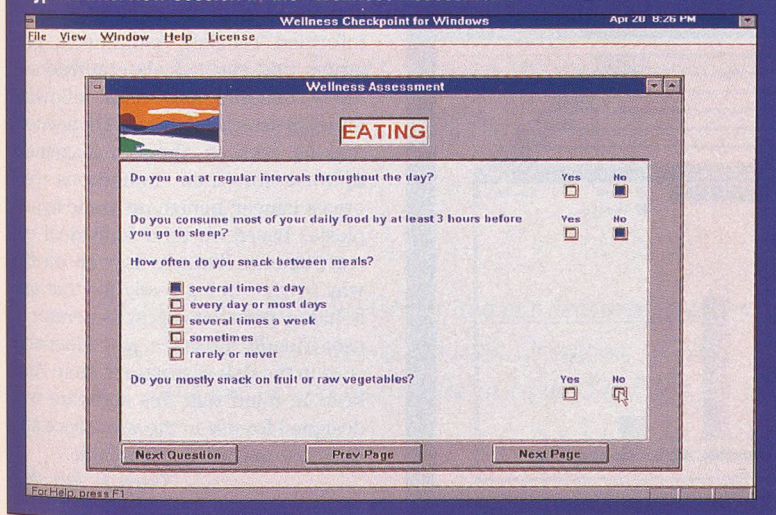 Wellness Checkpoint for Windows Apr 20 8:26 PM
File View Window Help License
Wellness Assessment
EATING
Do you eat at regular intervals throughout the day? Yes No
Do you consume most of your daily food by at least 3 hours before Yes No
you go to sleep?
How often do you snack between meals?
several times a day
every day or most days
several times a week
sometimes
rarely or never
Do you mostly snack on fruit or raw vegetables? Yes No
Next Question Prev Page Next Page
For Help, press F1